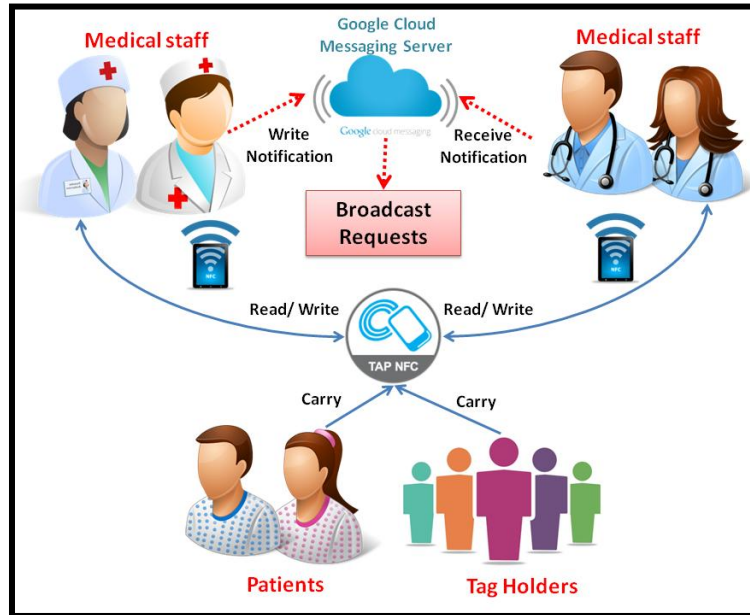 Medical staff
Google Cloud
Messaging Server
Medical staff
Google cloud messaging
Write
Notification
Receive
Notification
Broadcast
Requests
NFC
NFC
Read/ Write
Read/ Write
TAP NFC
Carry
Carry
Patients
Tag Holders